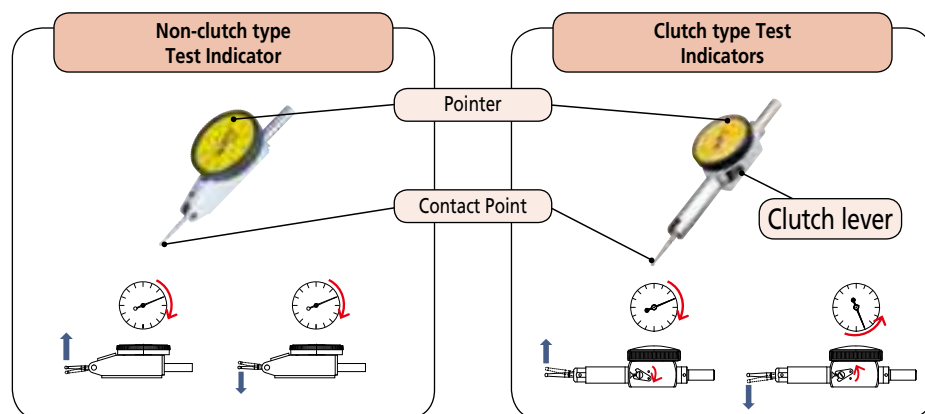 Non-clutch type
Test Indicator
Clutch type Test
Indicators
Pointer
Contact Point
Clutch lever